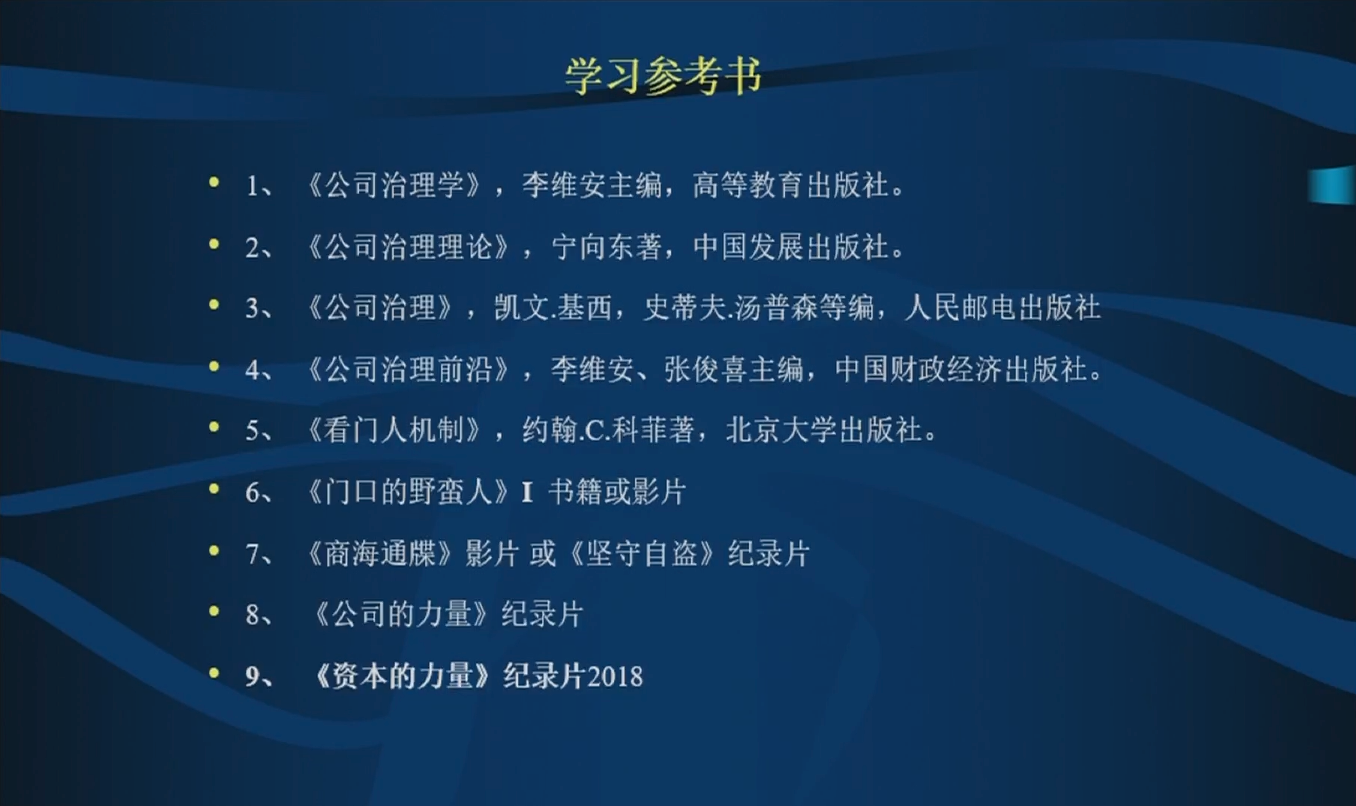 学习参考书
• 1、《公司治理学》，李维安主编，高等教育出版社。
• 2、《公司治理理论》，宁向东著，中国发展出版社。
• 3、《公司治理》，凯文.基西，史蒂夫.汤普森等编，人民邮电出版社
• 4、《公司治理前沿》，李维安、张俊喜主编，中国财政经济出版社。
• 5、《看门人机制》，约翰.C.科菲著，北京大学出版社。
• 6、《门口的野蛮人》I 书籍或影片
• 7、《商海通牒》影片 或《坚守自盗》纪录片
• 8、《公司的力量》纪录片
• 9、《资本的力量》纪录片2018